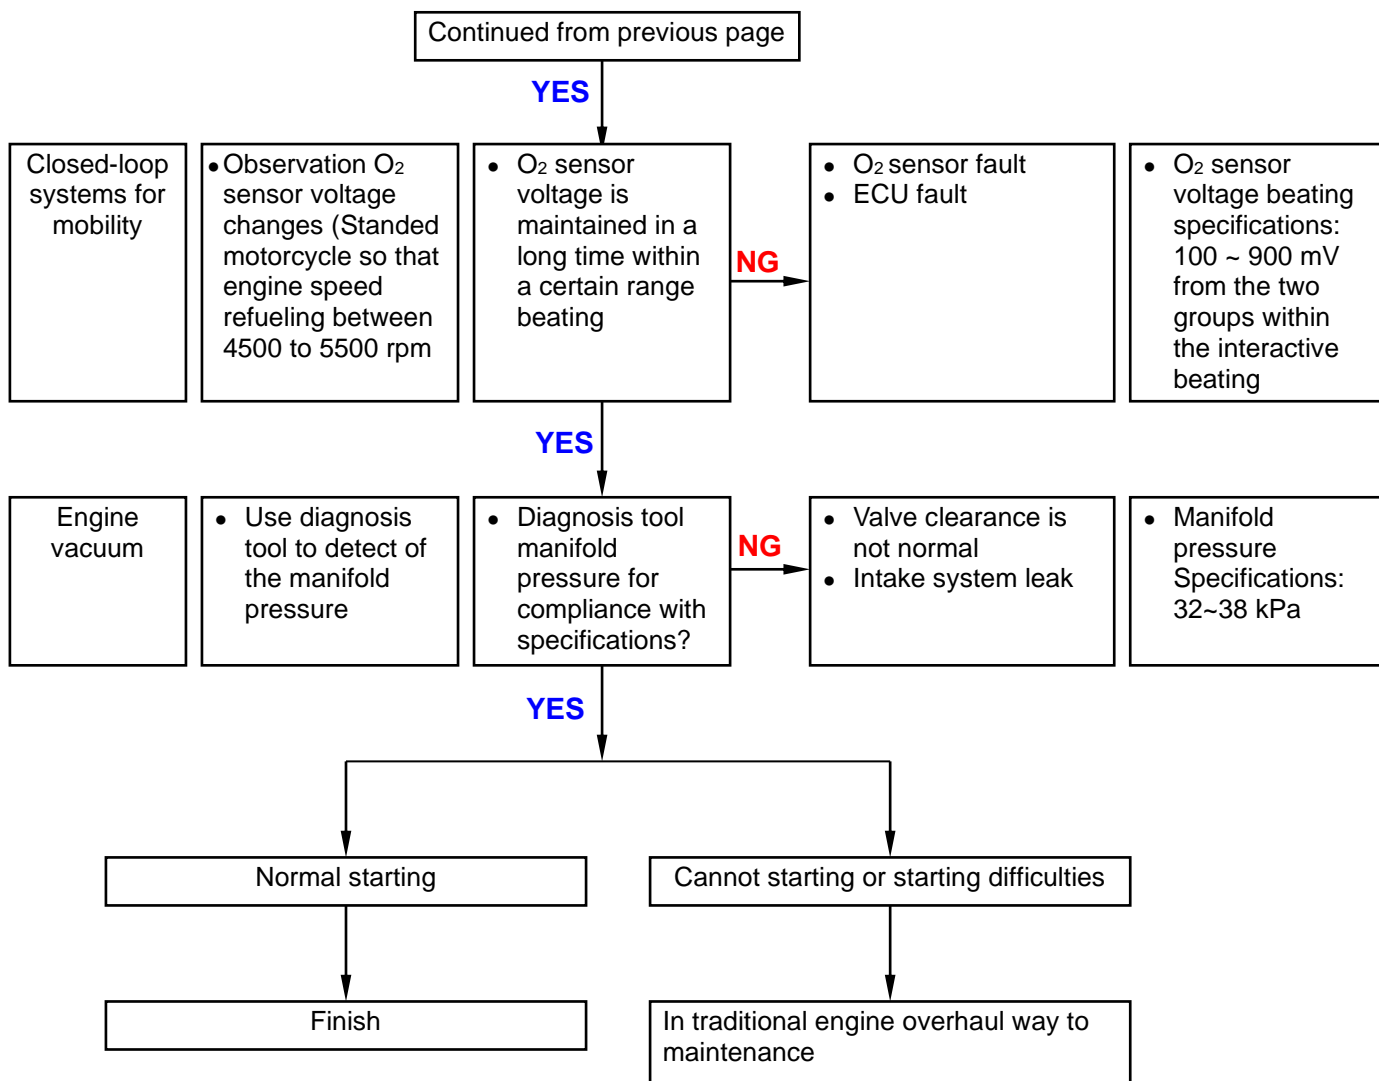 Continued from previous page
YES
Closed-loop
systems for
mobility
• Observation O2
sensor voltage
changes (Standed
motorcycle so that
engine speed
refueling between
4500 to 5500 rpm
• O2 sensor
voltage is
maintained in a
long time within
a certain range
beating
NG
• O2 sensor fault
• ECU fault
• O2 sensor
voltage beating
specifications:
100 ~ 900 mV
from the two
groups within
the interactive
beating
YES
Engine
vacuum
• Use diagnosis
tool to detect of
the manifold
pressure
• Diagnosis tool
manifold
pressure for
compliance with
specifications?
NG
• Valve clearance is
not normal
• Intake system leak
• Manifold
pressure
Specifications:
32~38 kPa
YES
Normal starting
Cannot starting or starting difficulties
Finish
In traditional engine overhaul way to
maintenance